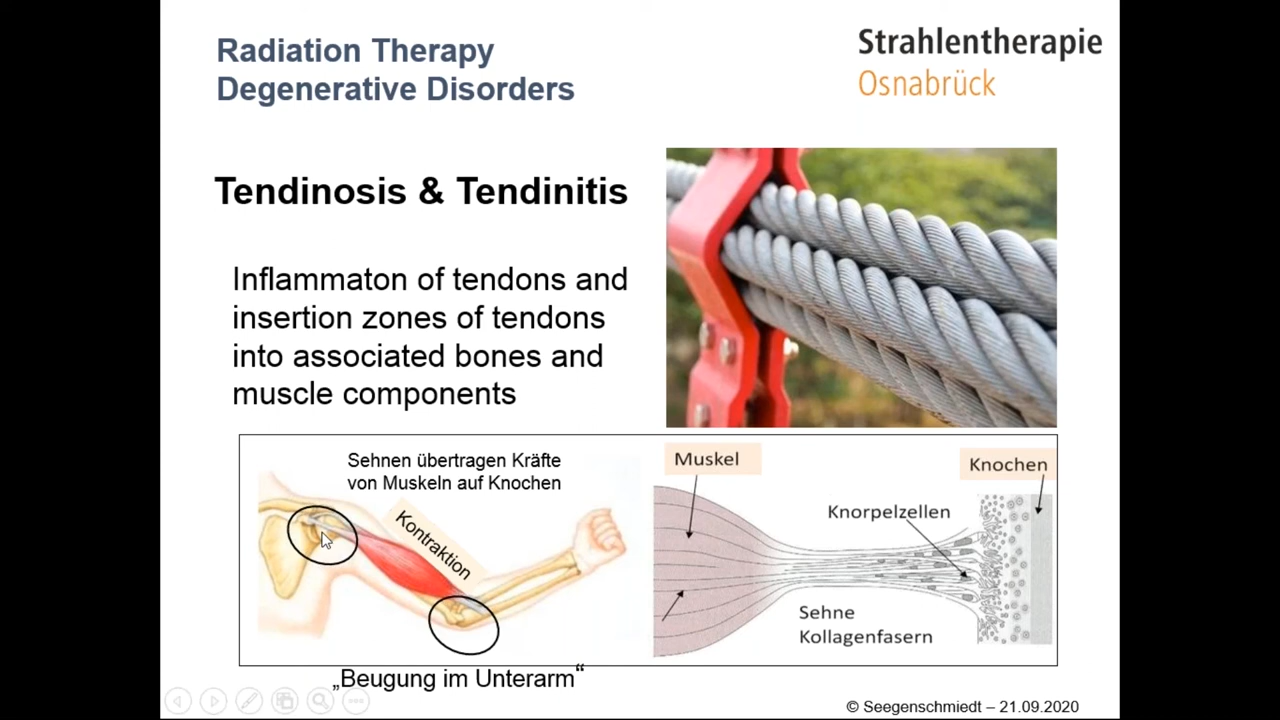 Radiation Therapy
Degenerative Disorders
Strahlentherapie
Osnabrück
Tendinosis & Tendinitis
Inflammaton of tendons and
insertion zones of tendons
into associated bones and
muscle components
Sehnen übertragen Kräfte
von Muskeln auf Knochen
Kontraktion
Muskel
Knochen
Knorpelzellen
Sehne
Kollagenfasern
„Beugung im Unterarm“
© Seegenschmiedt – 21.09.2020